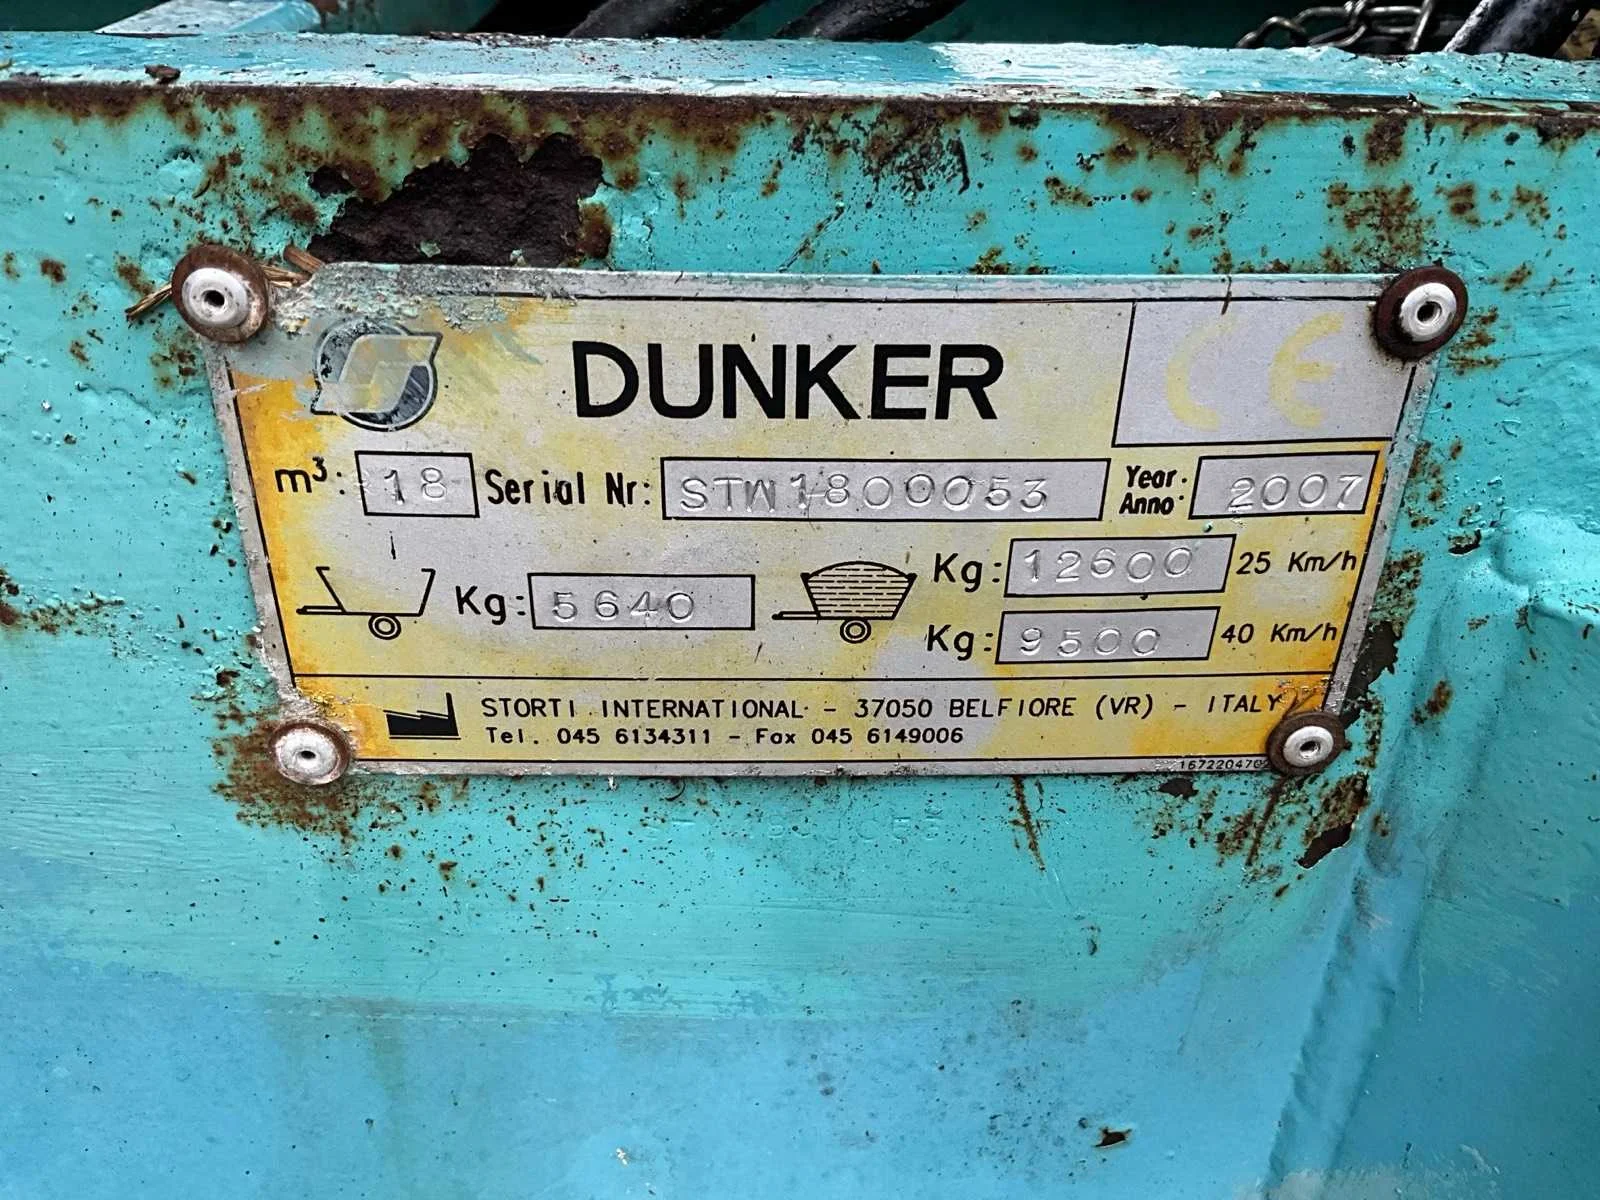 DUNKER CE
m³: 18 Serial Nr: STW1800053 Year. Anno: 2007
Kg: 5640 Kg: 12600 25 Km/h
Kg: 9500 40 Km/h
STORTI INTERNATIONAL - 37050 BELFIORE (VR) - ITALY
Tel. 045 6134311 - Fax 045 6149006